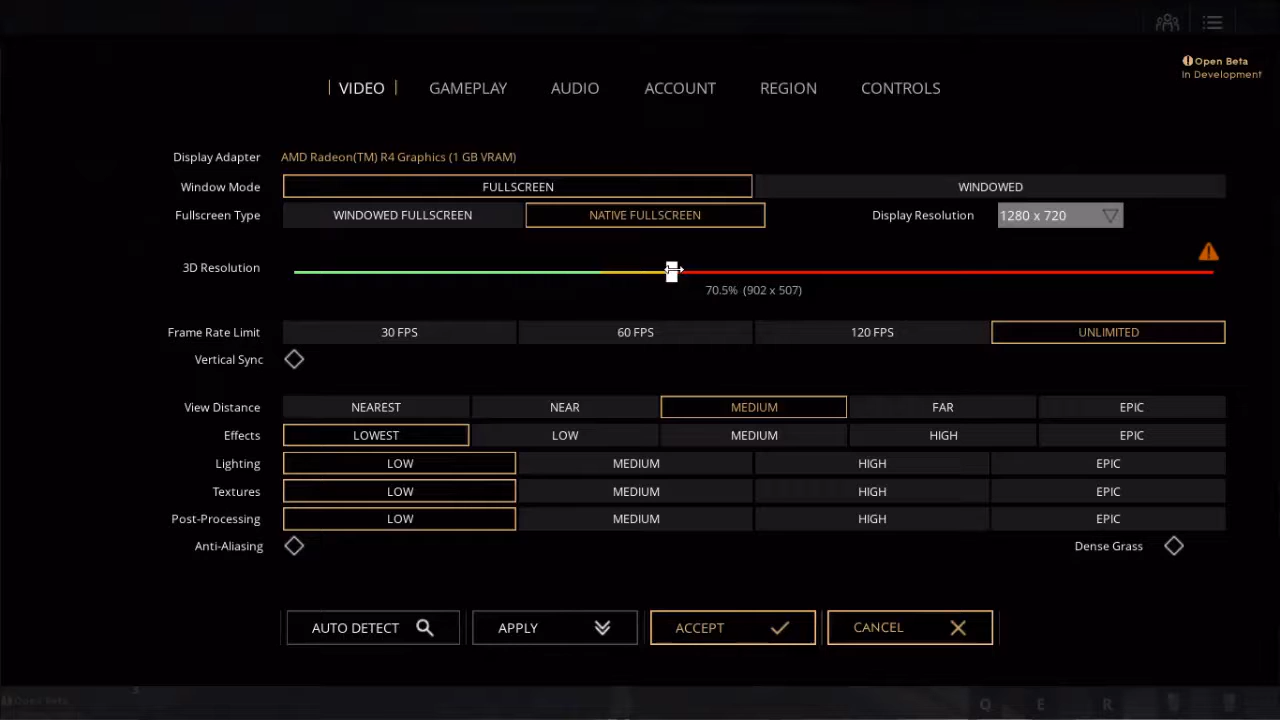 Open Beta
In Development
VIDEO GAMEPLAY AUDIO ACCOUNT REGION CONTROLS
Display Adapter AMD Radeon(TM) R4 Graphics (1 GB VRAM)
Window Mode FULLSCREEN WINDOWED
Fullscreen Type WINDOWED FULLSCREEN NATIVE FULLSCREEN Display Resolution 1280 x 720
3D Resolution
70.5% (902 x 507)
Frame Rate Limit 30 FPS 60 FPS 120 FPS UNLIMITED
Vertical Sync
View Distance NEAREST NEAR MEDIUM FAR EPIC
Effects LOWEST LOW MEDIUM HIGH EPIC
Lighting LOW MEDIUM HIGH EPIC
Textures LOW MEDIUM HIGH EPIC
Post-Processing LOW MEDIUM HIGH EPIC
Anti-Aliasing Dense Grass
AUTO DETECT APPLY ACCEPT CANCEL
3
Open Beta Q E R